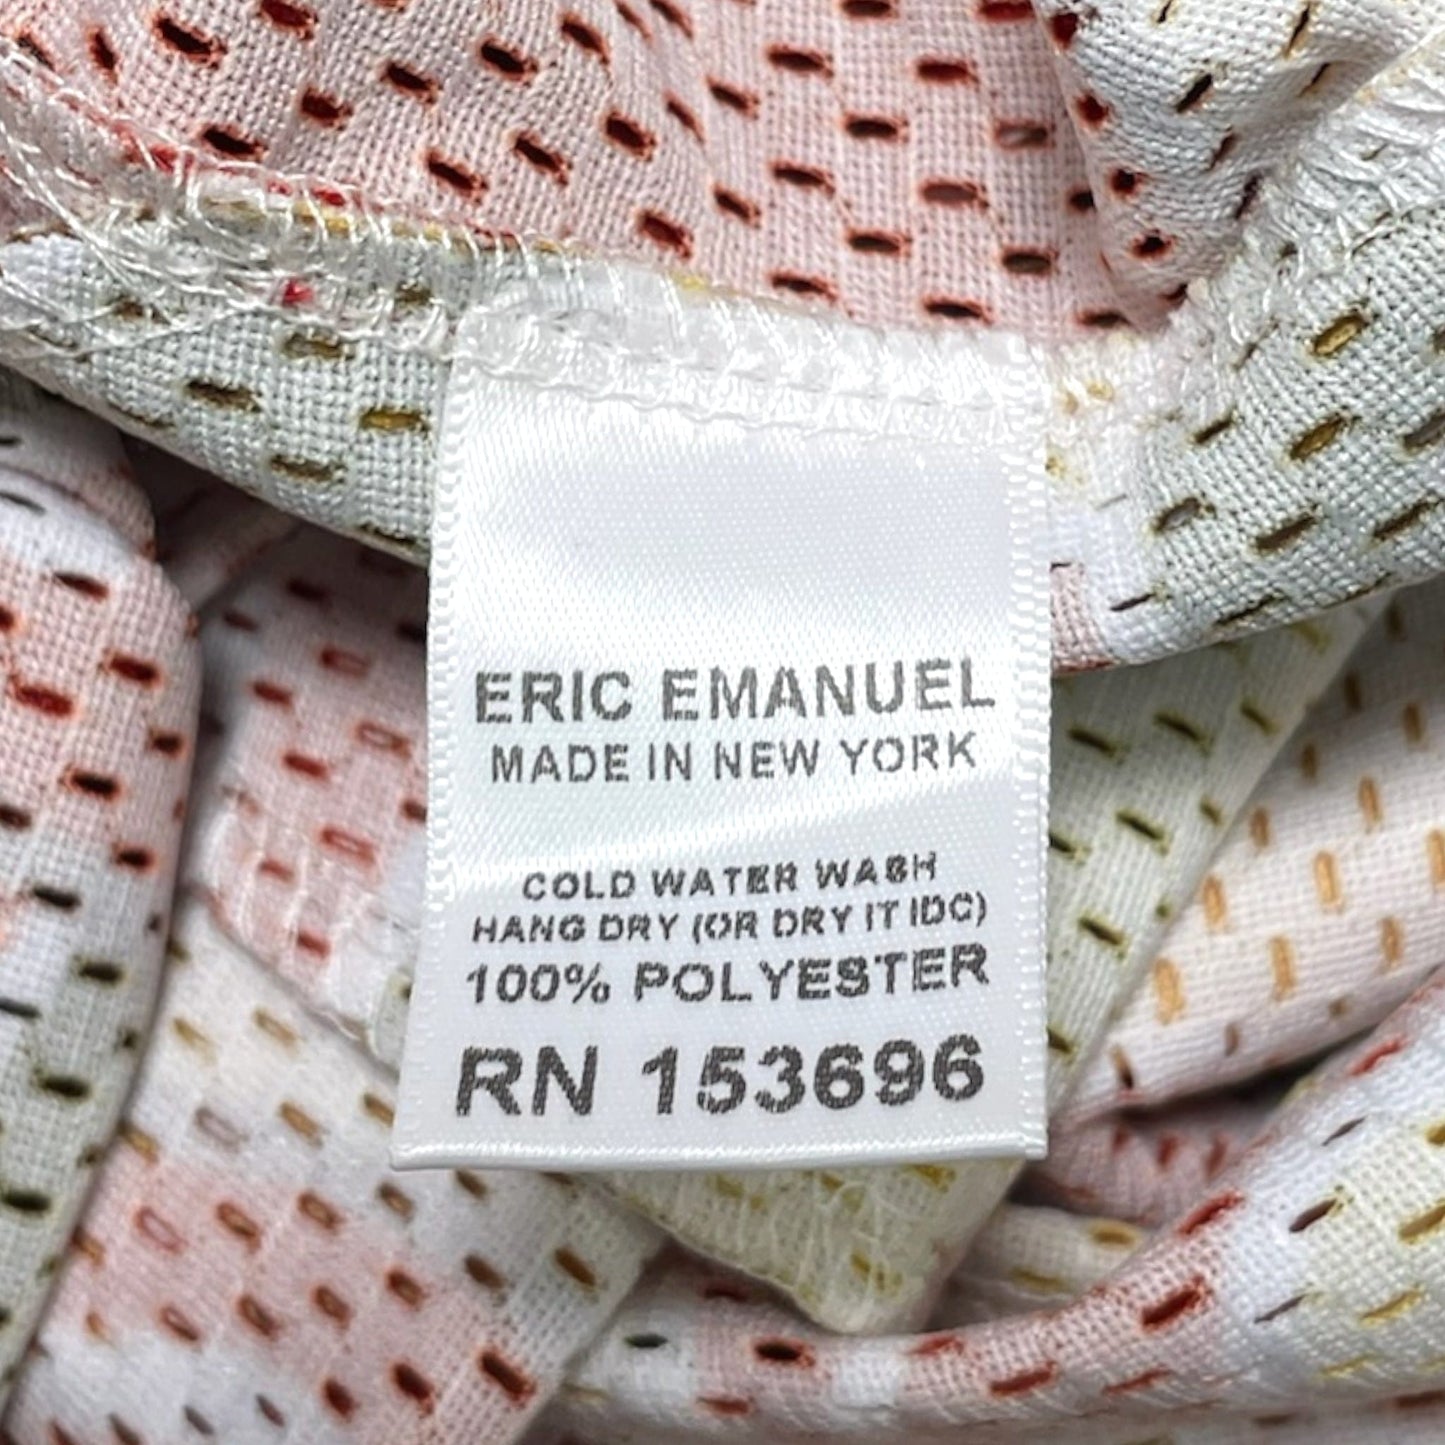 ERIC EMANUEL
MADE IN NEW YORK
COLD WATER WASH
HANG DRY (OR DRY IT IDC)
100% POLYESTER
RN 153696